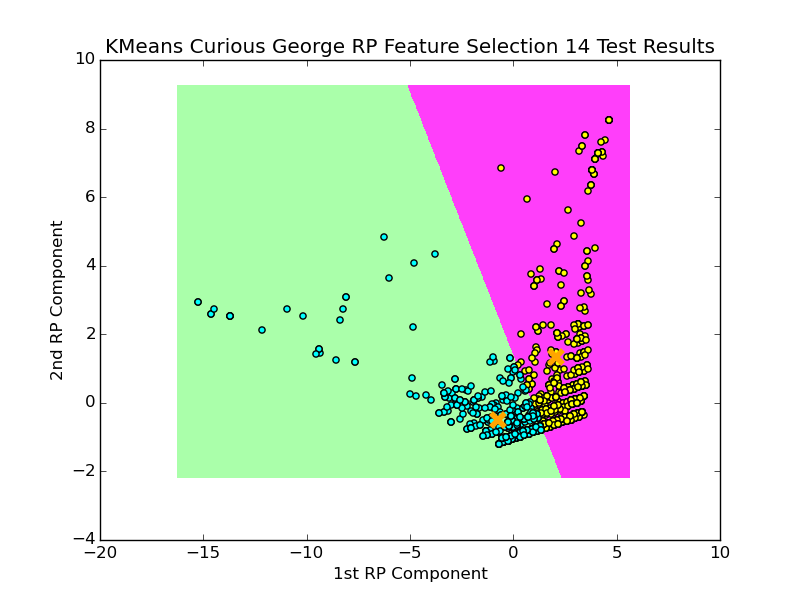 KMeans Curious George RP Feature Selection 14 Test Results
10
8
6
4
2
0
−2
−4
2nd RP Component
−20 −15 −10 −5 0 5 10
1st RP Component